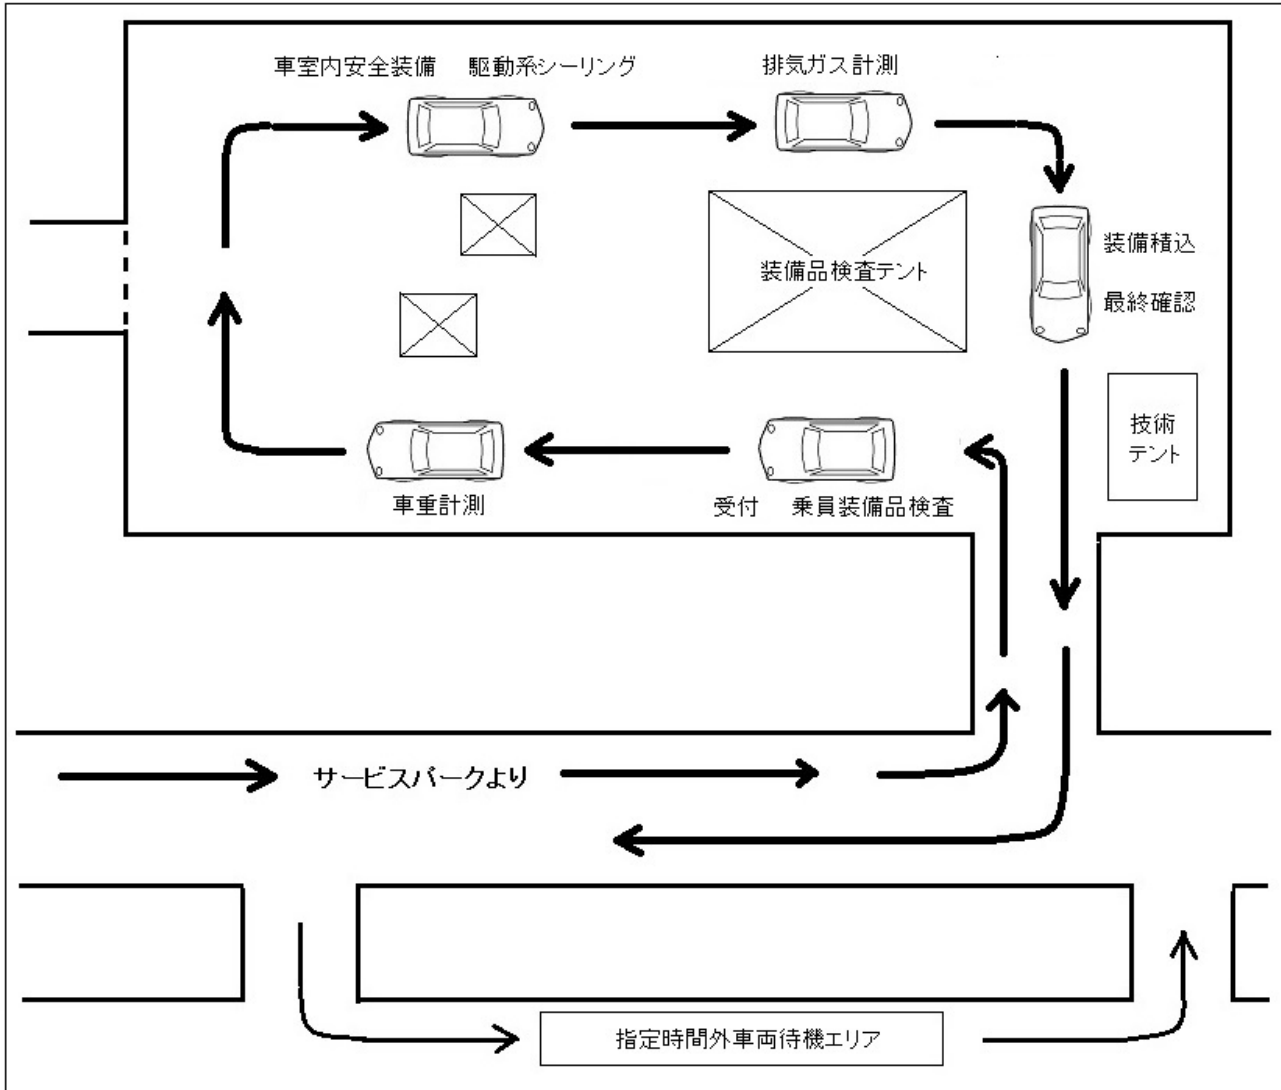 車室内安全装備　駆動系シーリング　排気ガス計測
装備品検査テント
装備積込
最終確認
技術
テント
車重計測
受付　乗員装備品検査
サービスパークより
指定時間外車両待機エリア